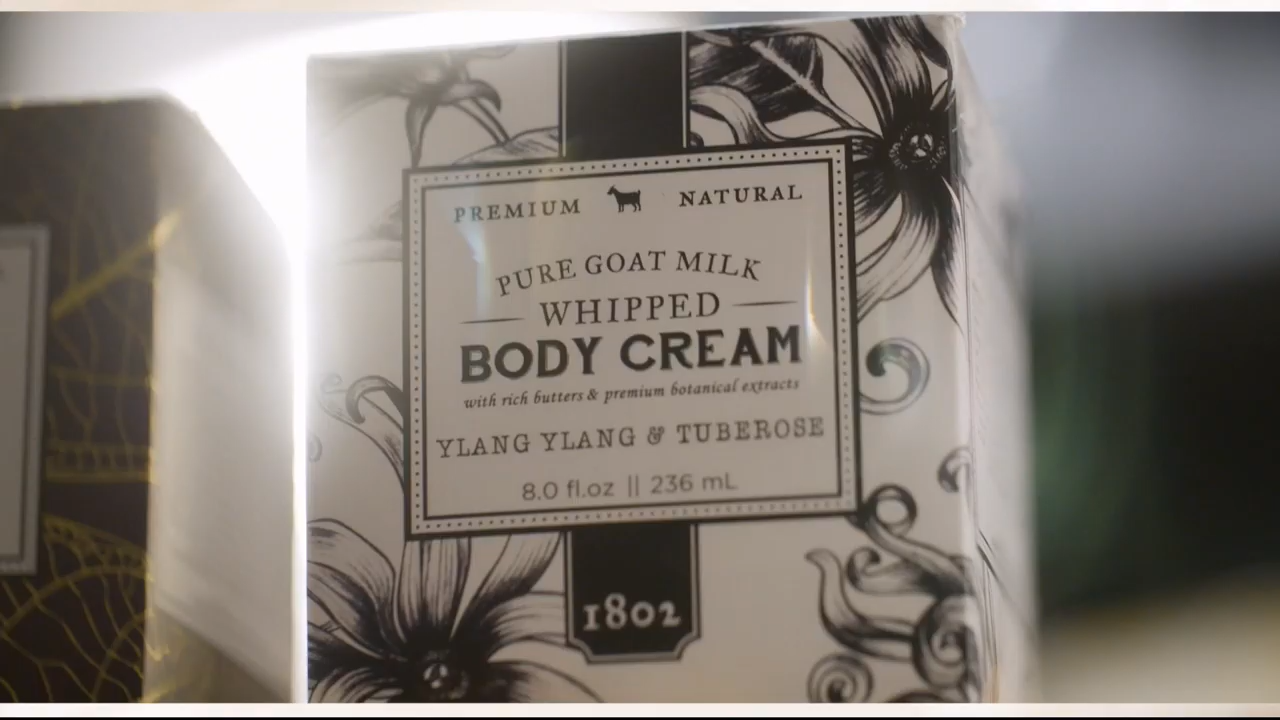 PREMIUM NATURAL
PURE GOAT MILK
WHIPPED
BODY CREAM
with rich butters & premium botanical extracts
YLANG YLANG & TUBEROSE
8.0 fl.oz || 236 mL
1802